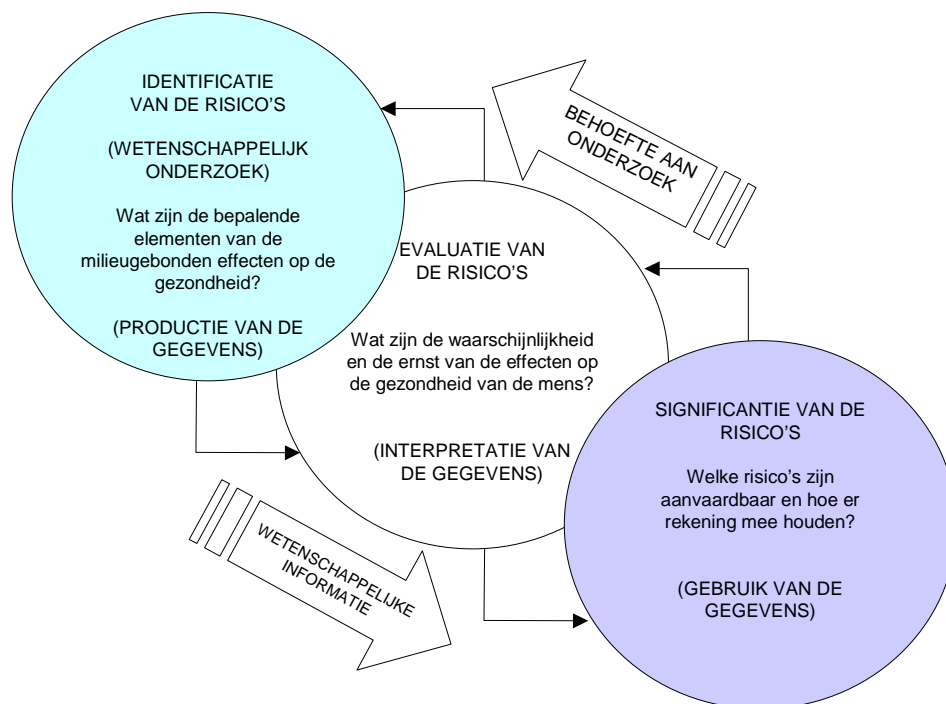 IDENTIFICATIE
VAN DE RISICO'S
(WETENSCHAPPELIJK
ONDERZOEK)
Wat zijn de bepalende
elementen van de
milieugebonden effecten op de
gezondheid?
(PRODUCTIE VAN DE
GEGEVENS)
BEHOEFTE AAN
ONDERZOEK
EVALUATIE VAN
DE RISICO'S
Wat zijn de waarschijnlijkheid
en de ernst van de effecten op
de gezondheid van de mens?
(INTERPRETATIE VAN
DE GEGEVENS)
WETENSCHAPPELIJKE
INFORMATIE
SIGNIFICANTIE VAN DE
RISICO'S
Welke risico's zijn
aanvaardbaar en hoe er
rekening mee houden?
(GEBRUIK VAN DE
GEGEVENS)